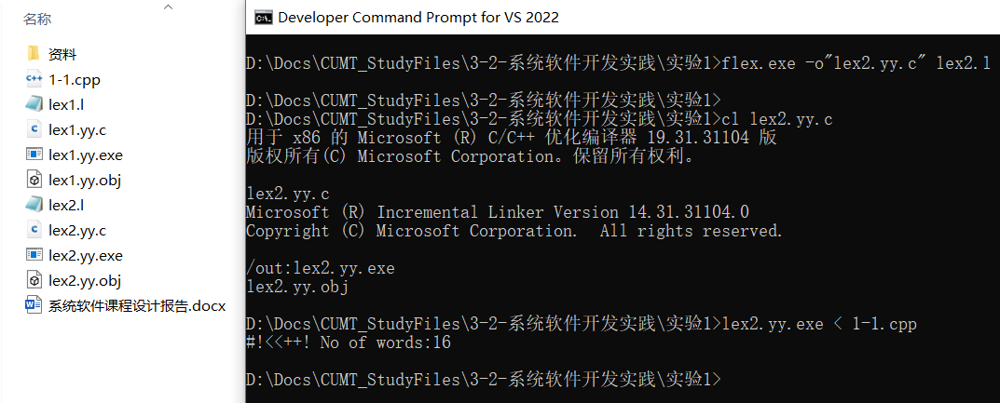 名称
资料
1-1.cpp
lex1.l
lex1.yy.c
lex1.yy.exe
lex1.yy.obj
lex2.l
lex2.yy.c
lex2.yy.exe
lex2.yy.obj
系统软件课程设计报告.docx
Developer Command Prompt for VS 2022
D:\Docs\CUMT_StudyFiles\3-2-系统软件开发实践\实验1>flex.exe -o"lex2.yy.c" lex2.l
D:\Docs\CUMT_StudyFiles\3-2-系统软件开发实践\实验1>
D:\Docs\CUMT_StudyFiles\3-2-系统软件开发实践\实验1>cl lex2.yy.c
用于 x86 的 Microsoft (R) C/C++ 优化编译器 19.31.31104 版
版权所有(C) Microsoft Corporation。保留所有权利。
lex2.yy.c
Microsoft (R) Incremental Linker Version 14.31.31104.0
Copyright (C) Microsoft Corporation.  All rights reserved.
/out:lex2.yy.exe
lex2.yy.obj
D:\Docs\CUMT_StudyFiles\3-2-系统软件开发实践\实验1>lex2.yy.exe < 1-1.cpp
#!<<++! No of words:16
D:\Docs\CUMT_StudyFiles\3-2-系统软件开发实践\实验1>